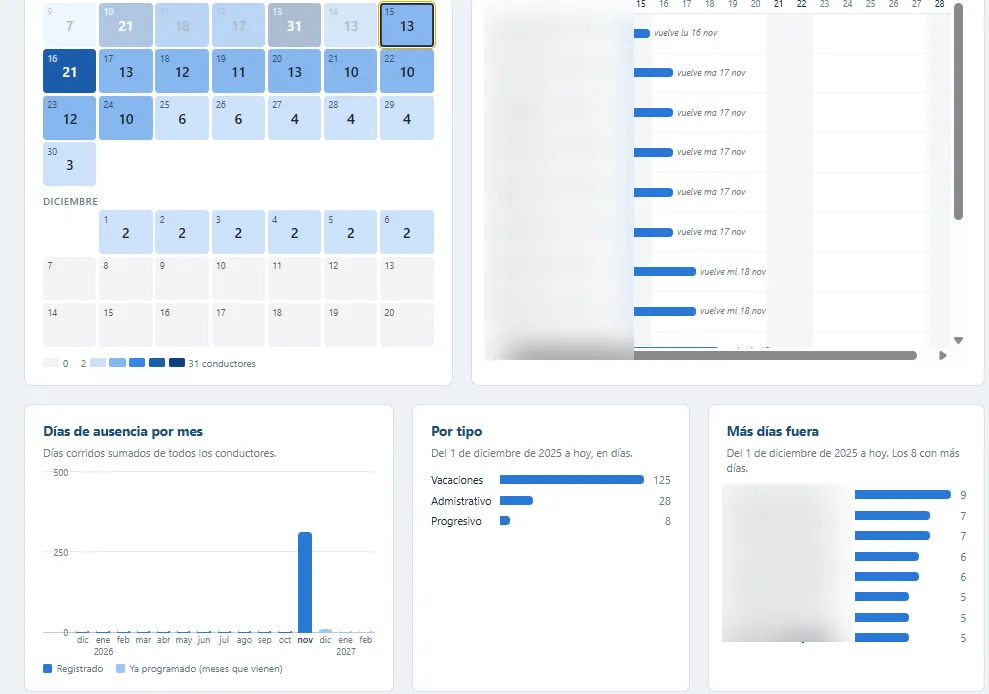 9 10 11 12 13 14 15
7 21 18 17 31 13 13
16 17 18 19 20 21 22
21 13 12 11 13 10 10
23 24 25 26 27 28 29
12 10 6 6 4 4 4
30
3
DICIEMBRE
1 2 3 4 5 6
2 2 2 2 2 2
7 8 9 10 11 12 13
14 15 16 17 18 19 20
0 2 31 conductores
15 16 17 18 19 20 21 22 23 24 25 26 27 28
vuelve lu 16 nov
vuelve ma 17 nov
vuelve ma 17 nov
vuelve ma 17 nov
vuelve ma 17 nov
vuelve ma 17 nov
vuelve mi 18 nov
vuelve mi 18 nov
Días de ausencia por mes
Días corridos sumados de todos los conductores.
500
250
0
dic ene feb mar abr may jun jul ago sep oct nov dic ene feb
2026 2027
Registrado Ya programado (meses que vienen)
Por tipo
Del 1 de diciembre de 2025 a hoy, en días.
Vacaciones 125
Admistrativo 28
Progresivo 8
Más días fuera
Del 1 de diciembre de 2025 a hoy. Los 8 con más
días.
9
7
7
6
6
5
5
5